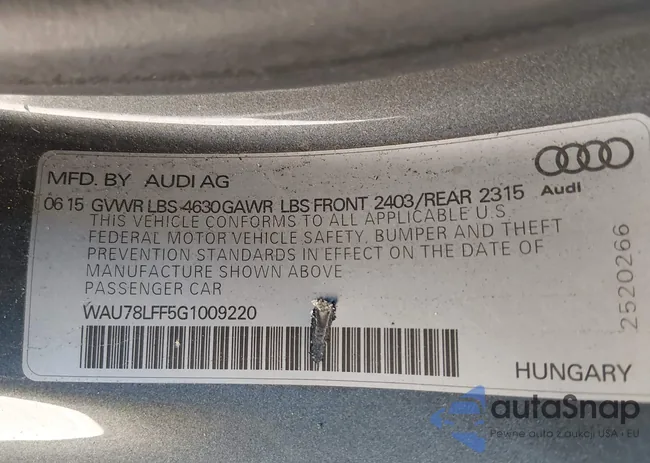 MFD. BY AUDI AG
06 15 GVWR LBS 4630 GAWR LBS FRONT 2403/REAR 2315
THIS VEHICLE CONFORMS TO ALL APPLICABLE U.S.
FEDERAL MOTOR VEHICLE SAFETY, BUMPER AND THEFT
PREVENTION STANDARDS IN EFFECT ON THE DATE OF
MANUFACTURE SHOWN ABOVE
PASSENGER CAR
WAU78LFF5G1009220
Audi
2520266
HUNGARY
autaSnap
Pewne auta z aukcji USA • EU